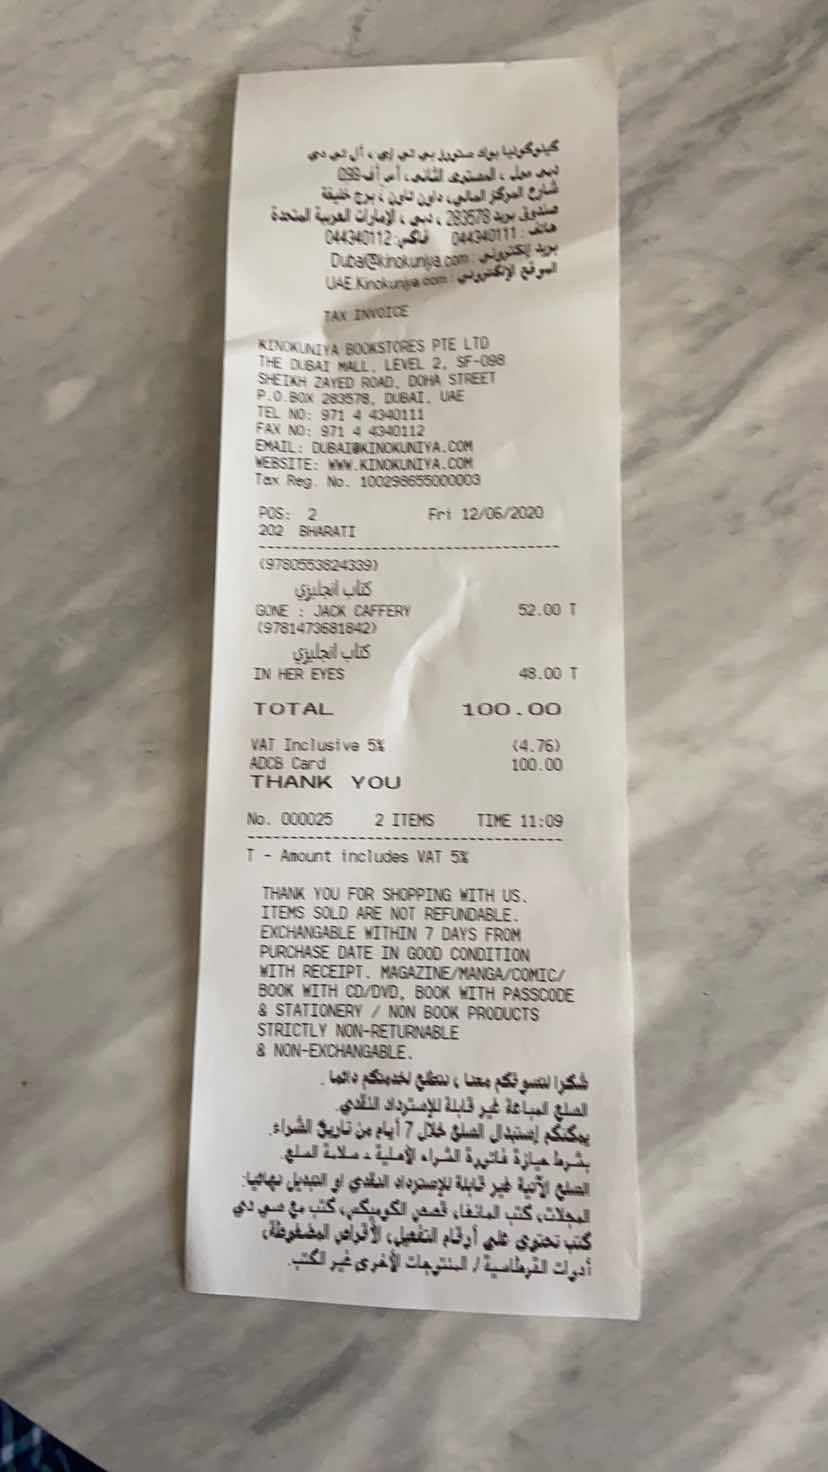 كينوكونيا بوك ستورز بي تي إي ، أل تي دي
دبي مول ، المستوى الثاني، أس أف-098
شارع المركز المالي، داون تاون ، برج خليفة
صندوق بريد 283578 ، دبي ، الإمارات العربية المتحدة
هاتف : 044340111 فاكس: 044340112
بريد إلكتروني : Dubai@kinokuniya.com
الموقع الإلكتروني : UAE.Kinokuniya.com
TAX INVOICE
KINOKUNIYA BOOKSTORES PTE LTD
THE DUBAI MALL, LEVEL 2, SF-098
SHEIKH ZAYED ROAD, DOHA STREET
P.O.BOX 283578, DUBAI, UAE
TEL NO: 971 4 4340111
FAX NO: 971 4 4340112
EMAIL: DUBAI@KINOKUNIYA.COM
WEBSITE: WWW.KINOKUNIYA.COM
Tax Reg. No. 100298655000003
POS: 2 Fri 12/06/2020
202 BHARATI
(9780553824339)
كتاب انجليزي
GONE : JACK CAFFERY 52.00 T
(9781473681842)
كتاب انجليزي
IN HER EYES 48.00 T
TOTAL 100.00
VAT Inclusive 5% (4.76)
ADCB Card 100.00
THANK YOU
No. 000025 2 ITEMS TIME 11:09
T - Amount includes VAT 5%
THANK YOU FOR SHOPPING WITH US.
ITEMS SOLD ARE NOT REFUNDABLE.
EXCHANGABLE WITHIN 7 DAYS FROM
PURCHASE DATE IN GOOD CONDITION
WITH RECEIPT. MAGAZINE/MANGA/COMIC/
BOOK WITH CD/DVD, BOOK WITH PASSCODE
& STATIONERY / NON BOOK PRODUCTS
STRICTLY NON-RETURNABLE
& NON-EXCHANGABLE.
شكرا لتسوقكم معنا ، نتطلع لخدمتكم دائما .
السلع المباعة غير قابلة للإسترداد النقدي.
يمكنكم إستبدال السلع خلال 7 أيام من تاريخ الشراء.
بشرط حيازة فاتورة الشراء الأصلية - سلامة السلع.
السلع الآتية غير قابلة للإسترداد النقدي او التبديل نهائيا:
المجلات، كتب المانغا، قصص الكوميكس، كتب مع سي دي
كتب تحتوى على أرقام التفعيل، الأقراص المضغوطة،
أدوات القرطاسية / المنتوجات الأخرى غير الكتب.